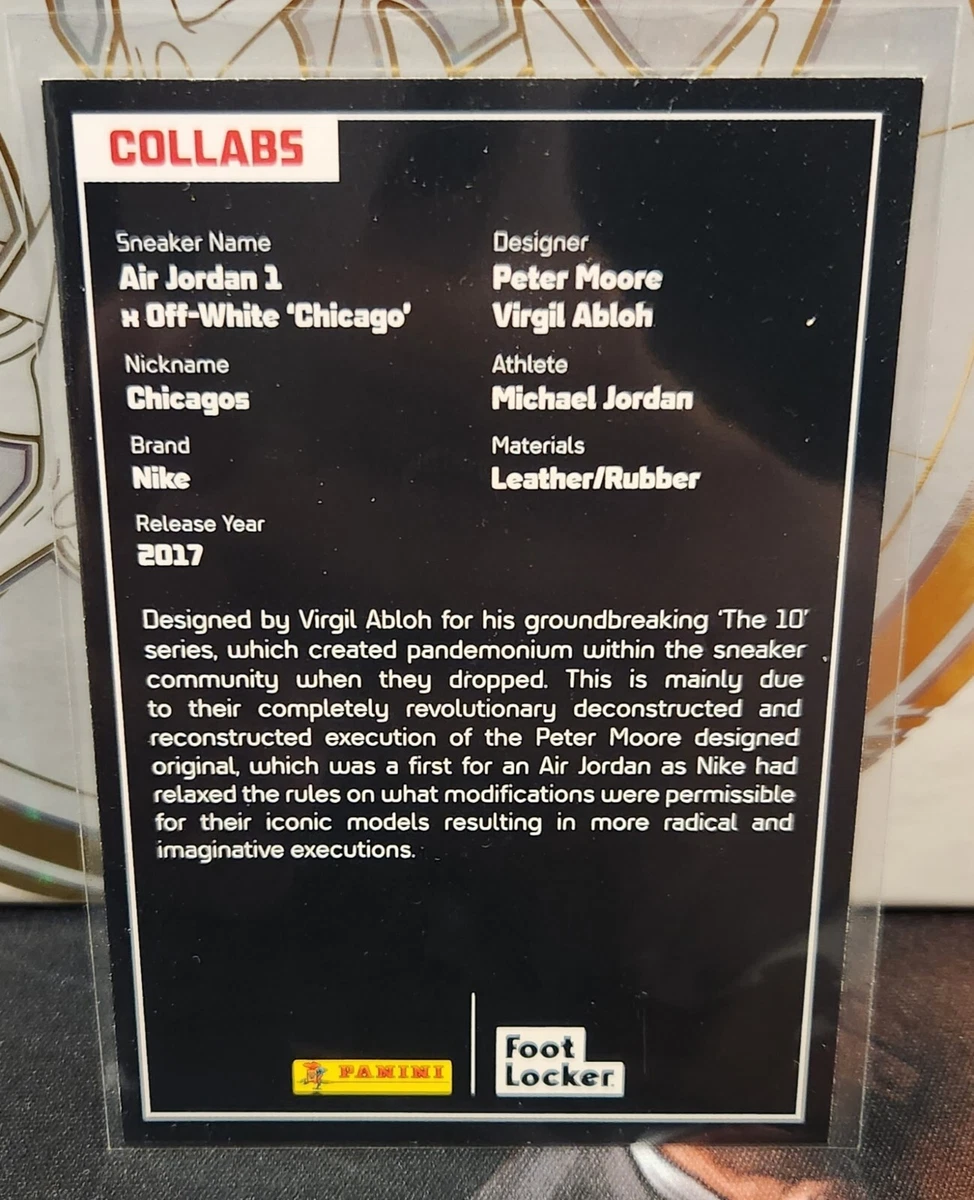 COLLABS
Sneaker Name
Air Jordan 1
x Off-White ‘Chicago’
Nickname
Chicagos
Brand
Nike
Release Year
2017
Designer
Peter Moore
Virgil Abloh
Athlete
Michael Jordan
Materials
Leather/Rubber
Designed by Virgil Abloh for his groundbreaking ‘The 10’
series, which created pandemonium within the sneaker
community when they dropped. This is mainly due
to their completely revolutionary deconstructed and
reconstructed execution of the Peter Moore designed
original, which was a first for an Air Jordan as Nike had
relaxed the rules on what modifications were permissible
for their iconic models resulting in more radical and
imaginative executions.
PANINI
Foot
Locker